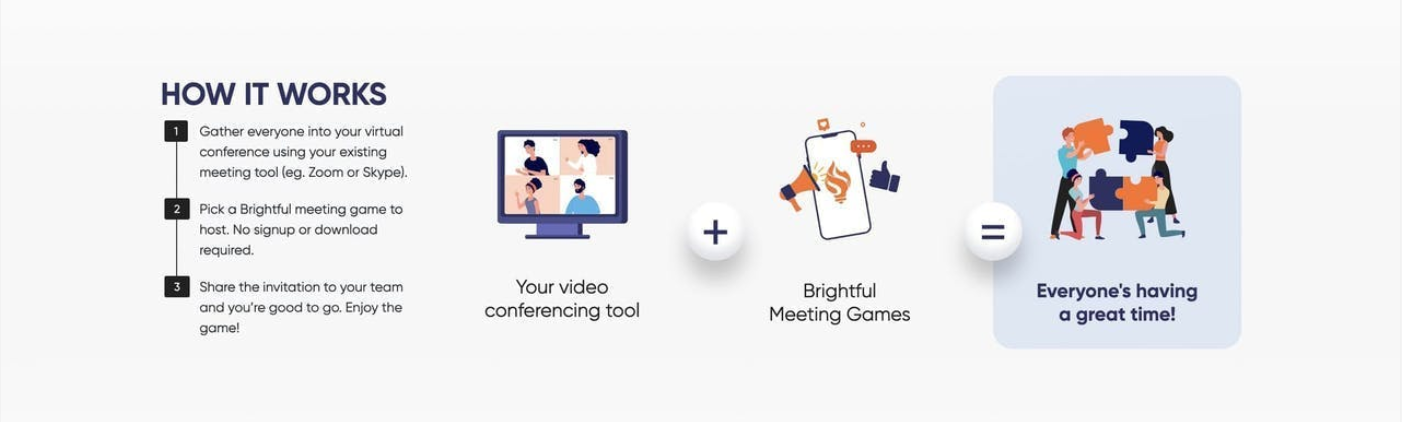 HOW IT WORKS
1
Gather everyone into your virtual
conference using your existing
meeting tool (eg. Zoom or Skype).
2
Pick a Brightful meeting game to
host. No signup or download
required.
3
Share the invitation to your team
and you're good to go. Enjoy the
game!
Your video
conferencing tool
+
Brightful
Meeting Games
=
Everyone's having
a great time!